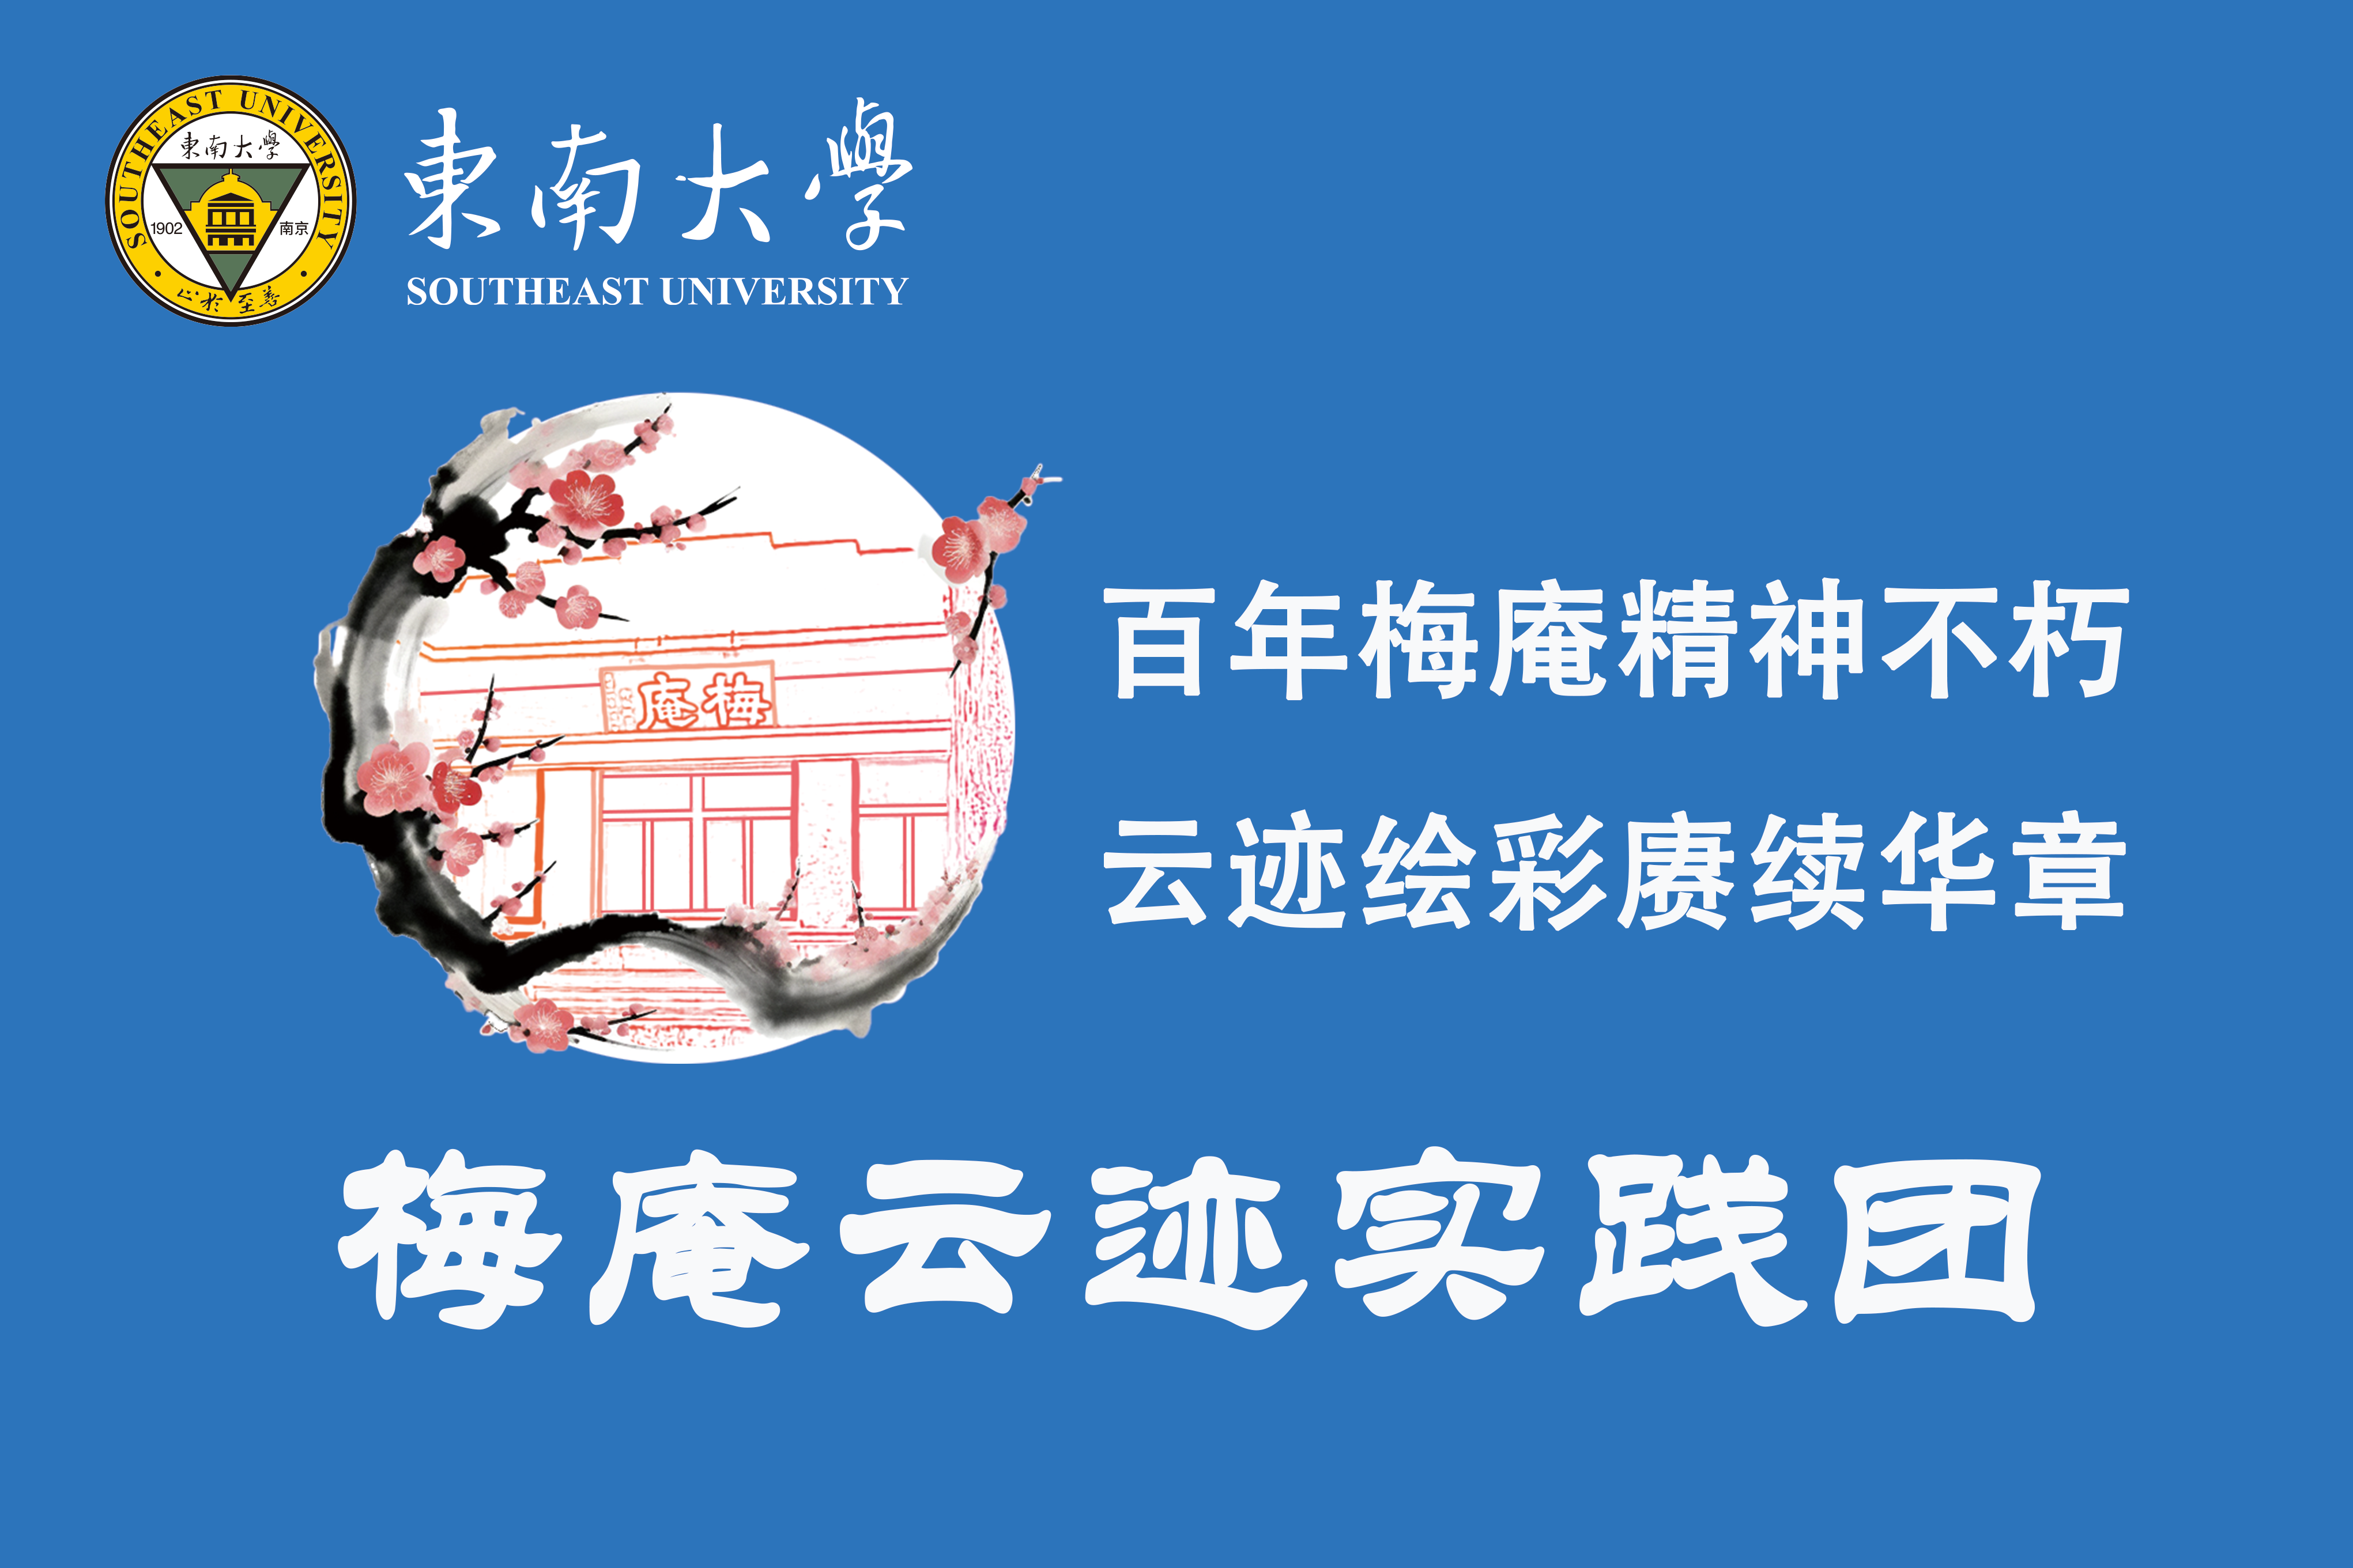 SOUTHEAST UNIVERSITY
東南大學
1902
南京
止於至善
東南大學
SOUTHEAST UNIVERSITY
庵梅
百年梅庵精神不朽
云迹绘彩赓续华章
梅庵云迹实践团